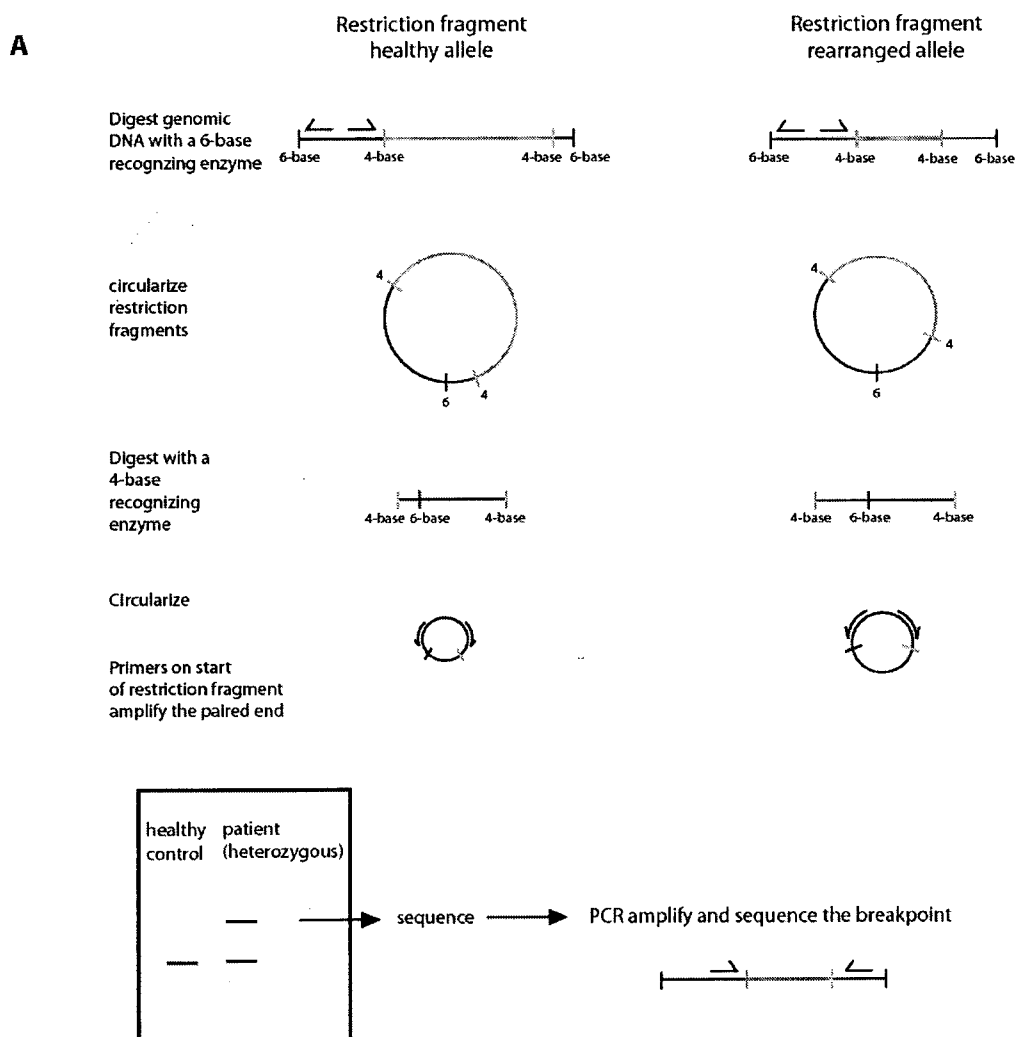 A
Restriction fragment
healthy allele
Restriction fragment
rearranged allele
Digest genomic
DNA with a 6-base
recognzing enzyme
6-base 4-base 4-base 6-base
6-base 4-base 4-base 6-base
circularize
restriction
fragments
4
6
4
4
4
6
Digest with a
4-base
recognizing
enzyme
4-base 6-base 4-base
4-base 6-base 4-base
Circularize
Primers on start
of restriction fragment
amplify the paired end
healthy
control
patient
(heterozygous)
sequence
PCR amplify and sequence the breakpoint